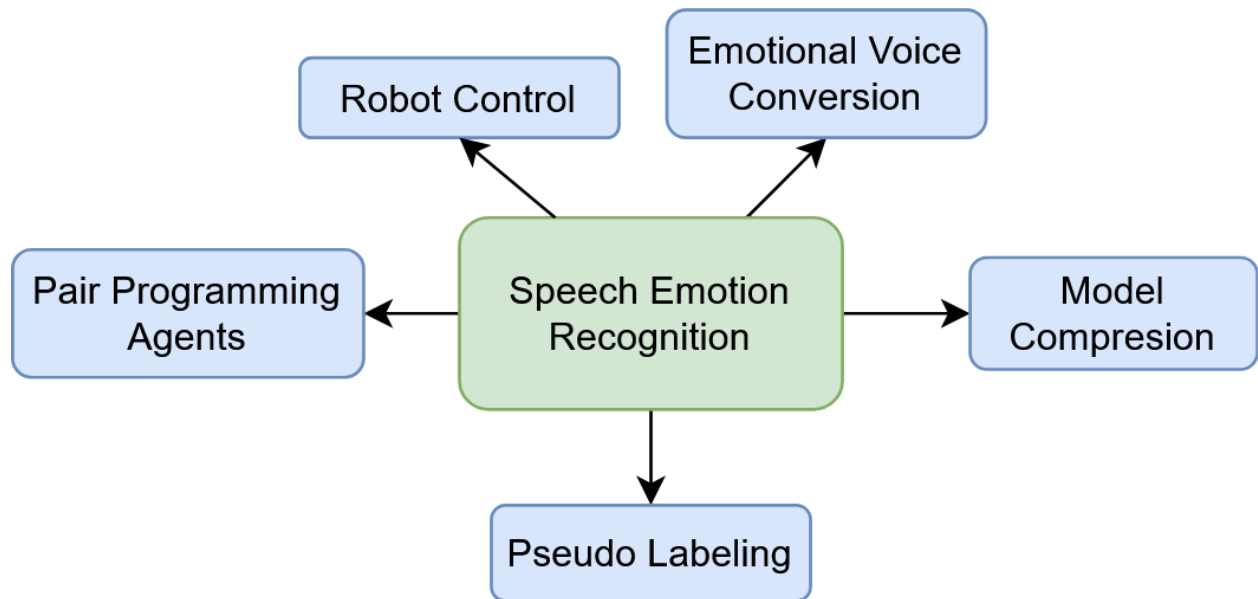 Emotional Voice
Conversion
Robot Control
Pair Programming
Agents
Speech Emotion
Recognition
Model
Compresion
Pseudo Labeling